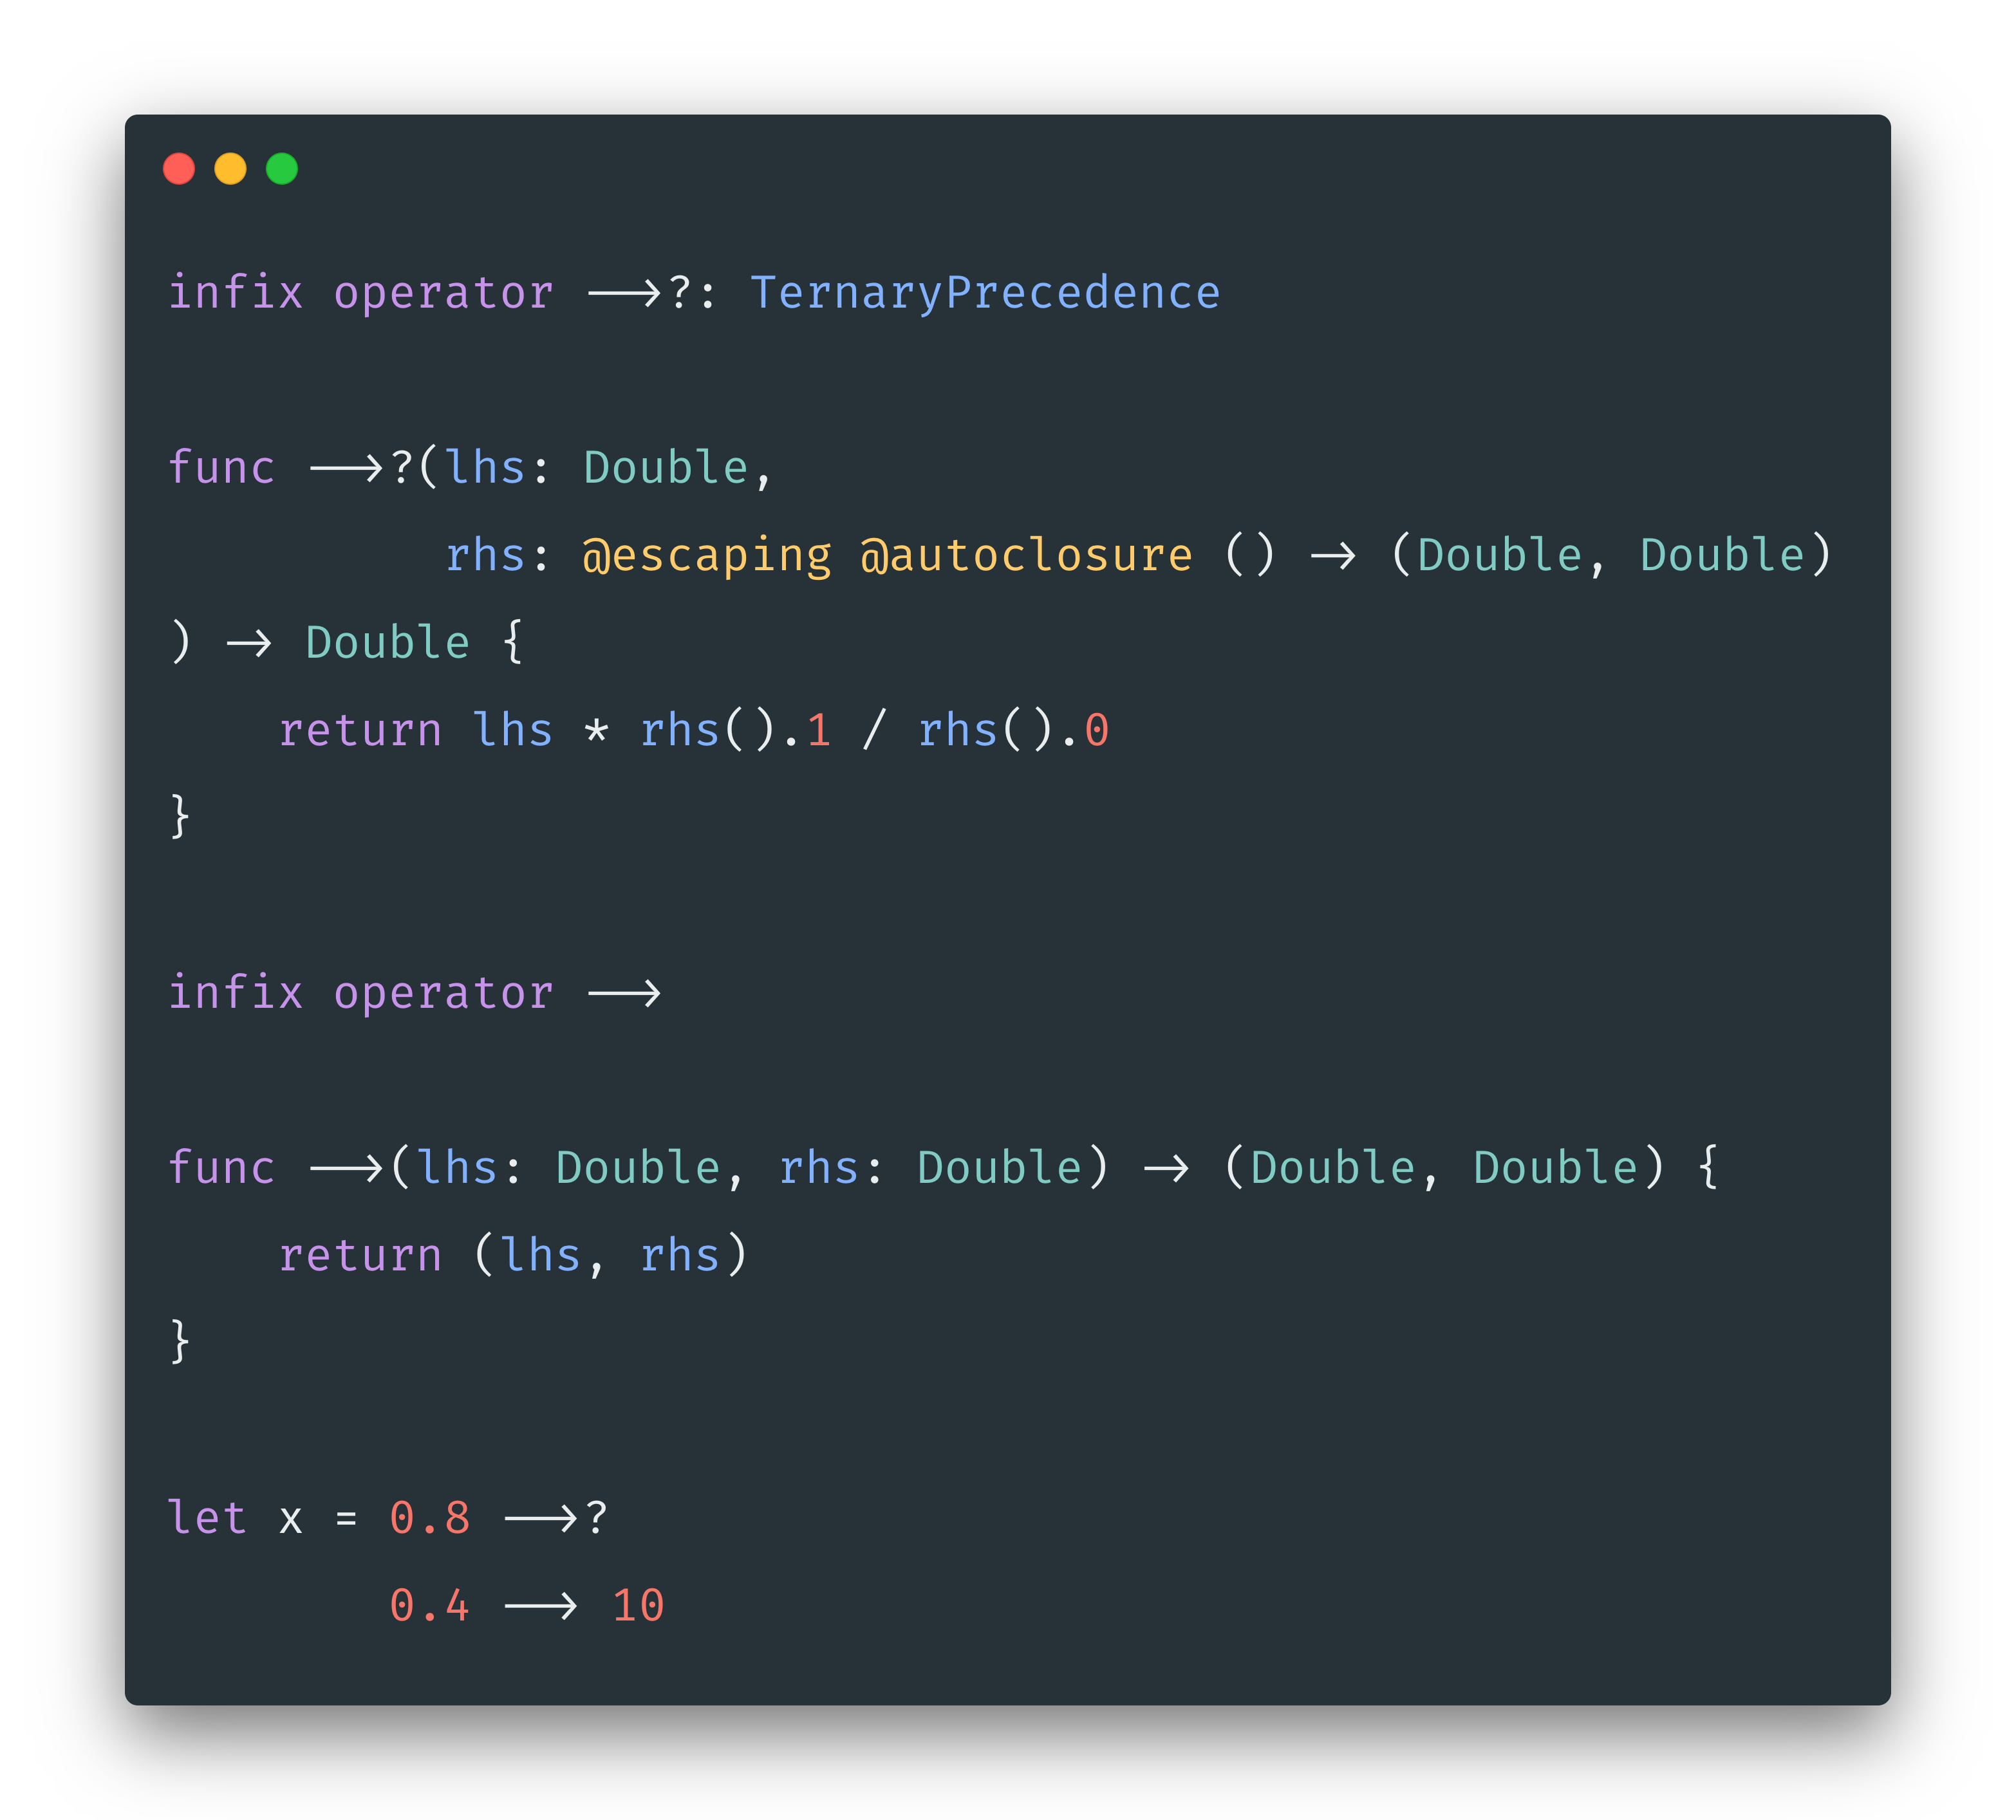 infix operator -->?: TernaryPrecedence
func -->?(lhs: Double,
rhs: @escaping @autoclosure () -> (Double, Double)
) -> Double {
return lhs * rhs().1 / rhs().0
}
infix operator -->
func -->(lhs: Double, rhs: Double) -> (Double, Double) {
return (lhs, rhs)
}
let x = 0.8 -->?
0.4 --> 10